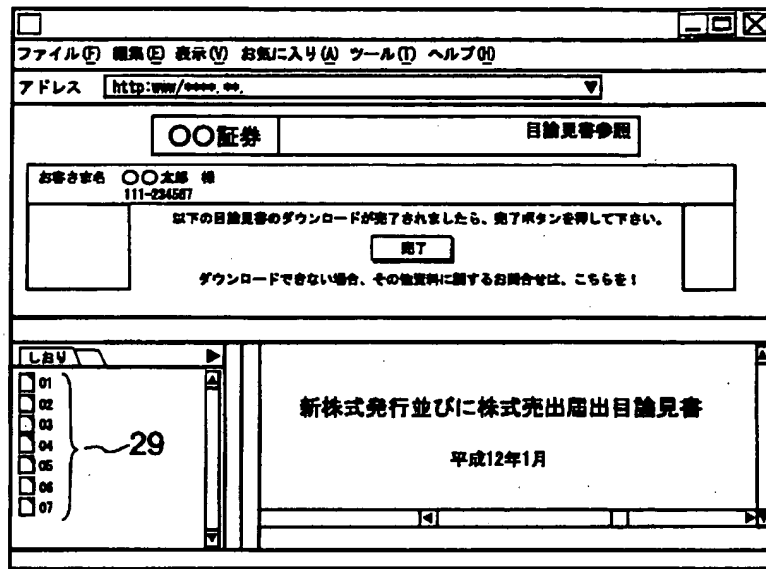 ファイル(F) 編集(E) 表示(V) お気に入り(A) ツール(T) ヘルプ(H)
アドレス http:www/****.**.
○○証券 目論見書参照
お客さま名 ○○太郎 様
111-234567
以下の目論見書のダウンロードが完了されましたら、完了ボタンを押して下さい。
完了
ダウンロードできない場合、その他資料に関するお問合せは、こちらを!
しおり
01
02
03
04
05
06
07
29
新株式発行並びに株式売出届出目論見書
平成12年1月